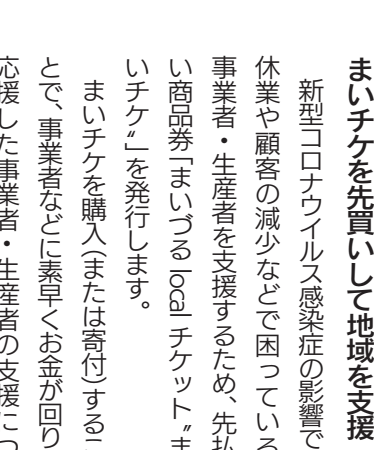 まいチケを先買いして地域を支援
新型コロナウイルス感染症の影響で
休業や顧客の減少などで困っている
事業者・生産者を支援するため、先払
い商品券「まいづる local チケット〝ま
いチケ〟」を発行します。
まいチケを購入(または寄付)するこ
とで、事業者などに素早くお金が回り
応援した事業者・生産者の支援につ